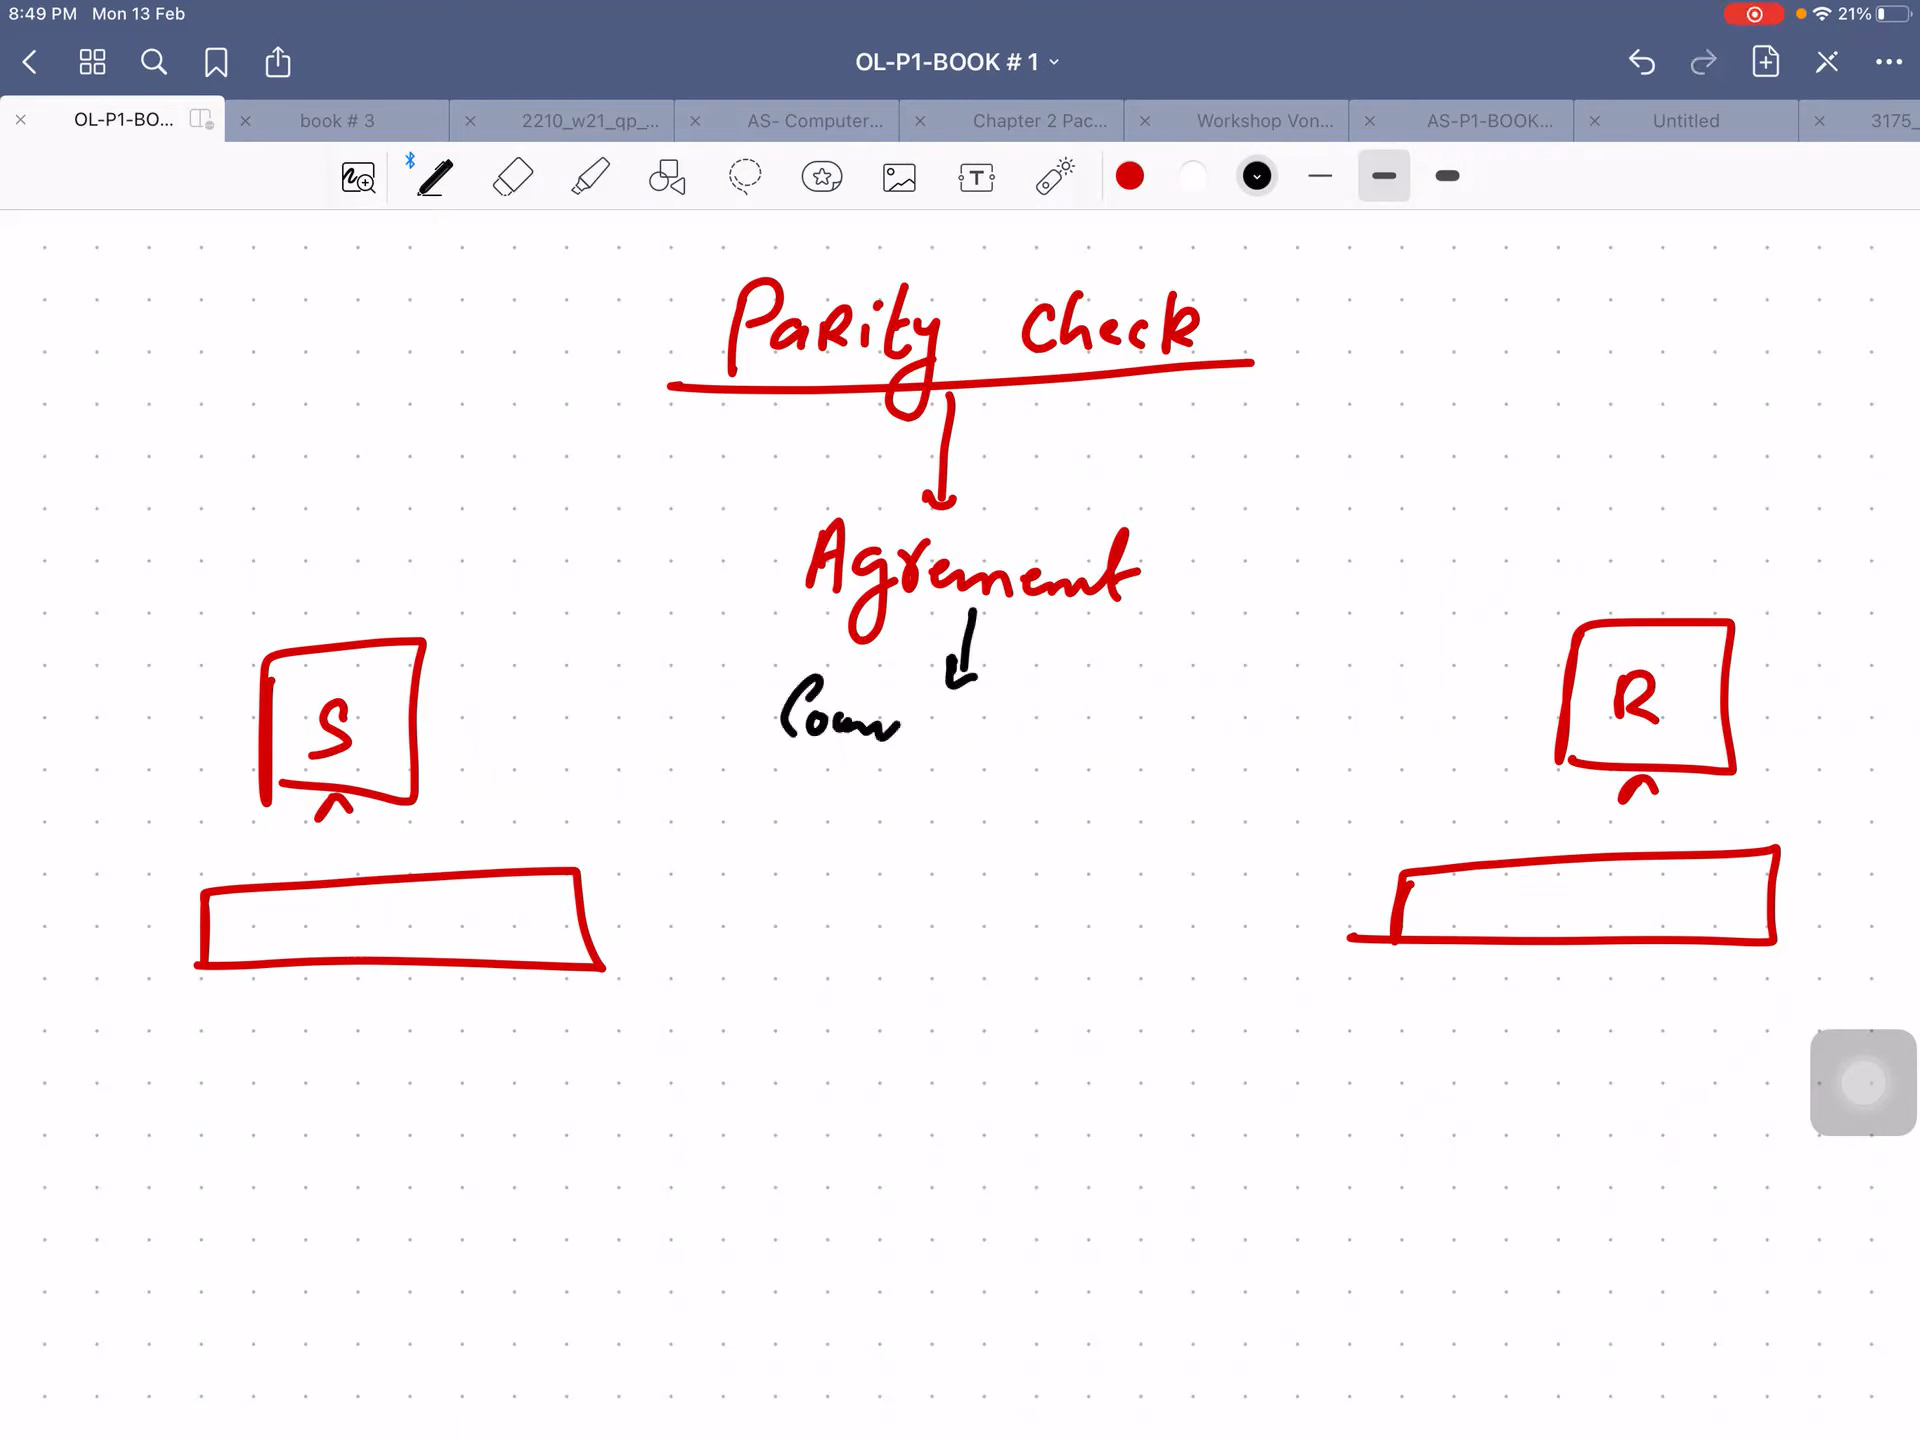 8:49 PM Mon 13 Feb
21%
OL-P1-BOOK # 1
OL-P1-BO...
book # 3
2210_w21_qp_...
AS- Computer...
Chapter 2 Pac...
Workshop Von...
AS-P1-BOOK...
Untitled
3175_
T
Parity Check
Agrement
Coun
S
R